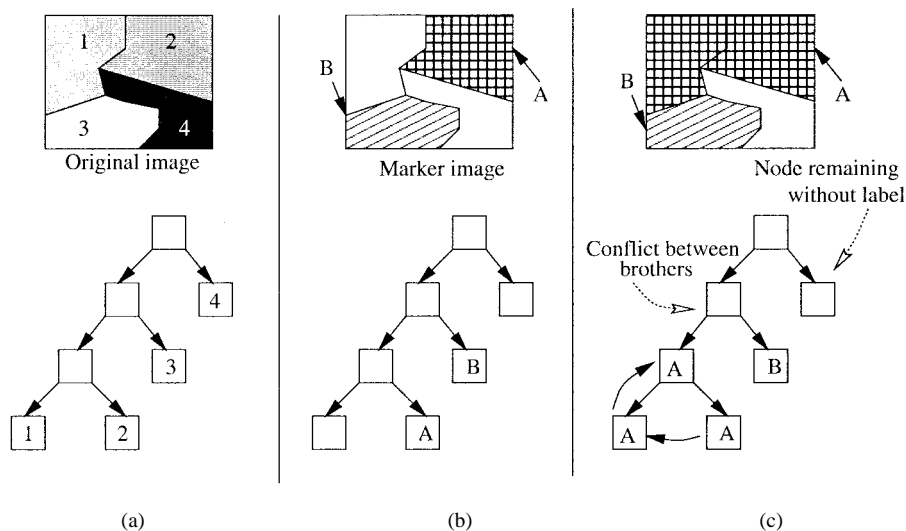 1
2
3
4
Original image
4
3
1
2
(a)
B
A
Marker image
B
A
(b)
B
A
Node remaining
without label
Conflict between
brothers
A
B
A
A
(c)